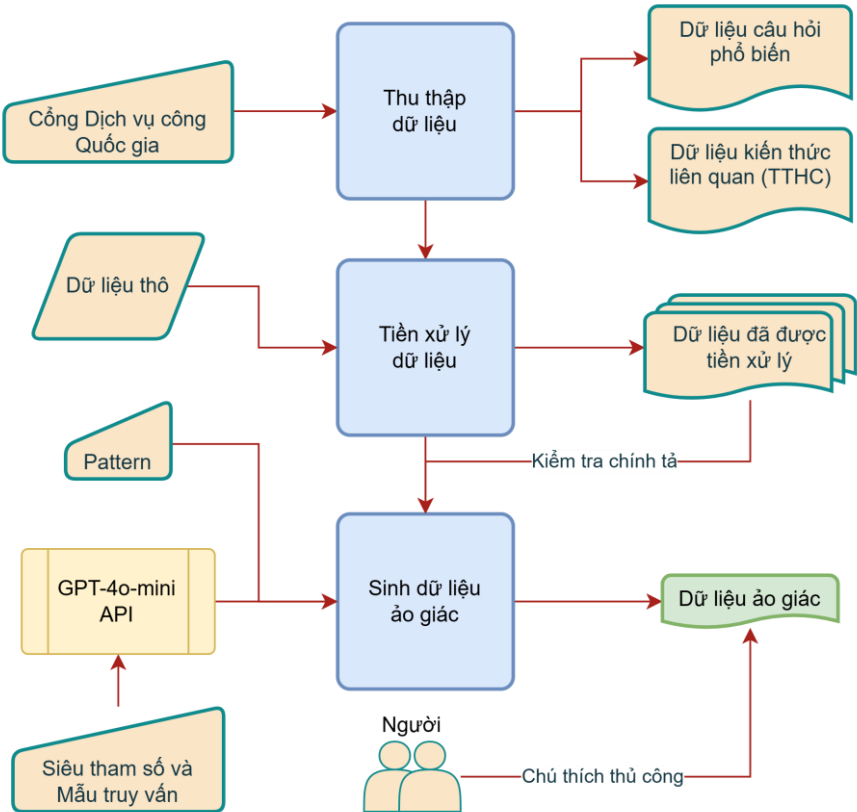 Cổng Dịch vụ công
Quốc gia
Thu thập
dữ liệu
Dữ liệu câu hỏi
phổ biến
Dữ liệu kiến thức
liên quan (TTHC)
Dữ liệu thô
Tiền xử lý
dữ liệu
Dữ liệu đã được
tiền xử lý
Pattern
Kiểm tra chính tả
GPT-4o-mini
API
Sinh dữ liệu
ảo giác
Dữ liệu ảo giác
Siêu tham số và
Mẫu truy vấn
Người
Chú thích thủ công